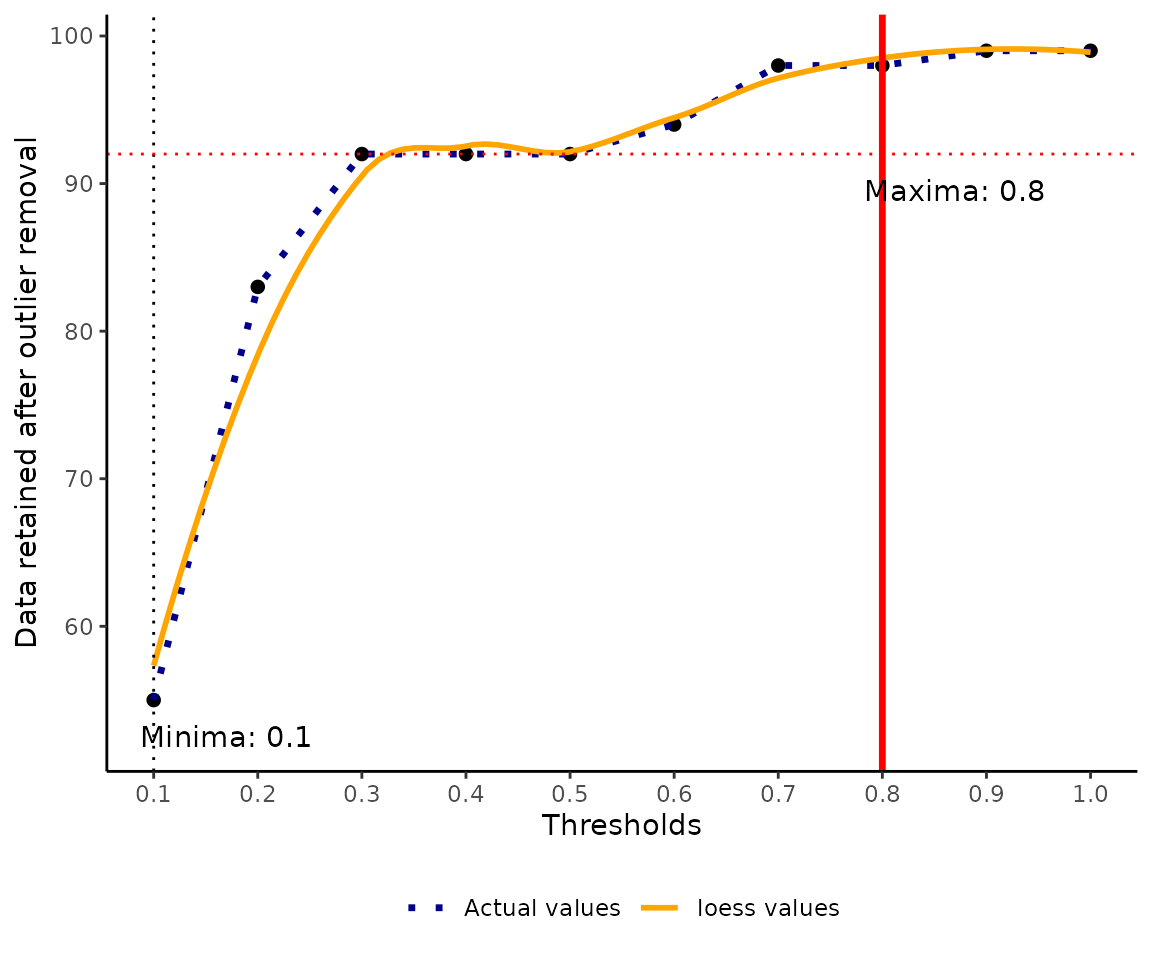 100
90
80
70
60
Data retained after outlier removal
Maxima: 0.8
Minima: 0.1
0.1 0.2 0.3 0.4 0.5 0.6 0.7 0.8 0.9 1.0
Thresholds
Actual values loess values